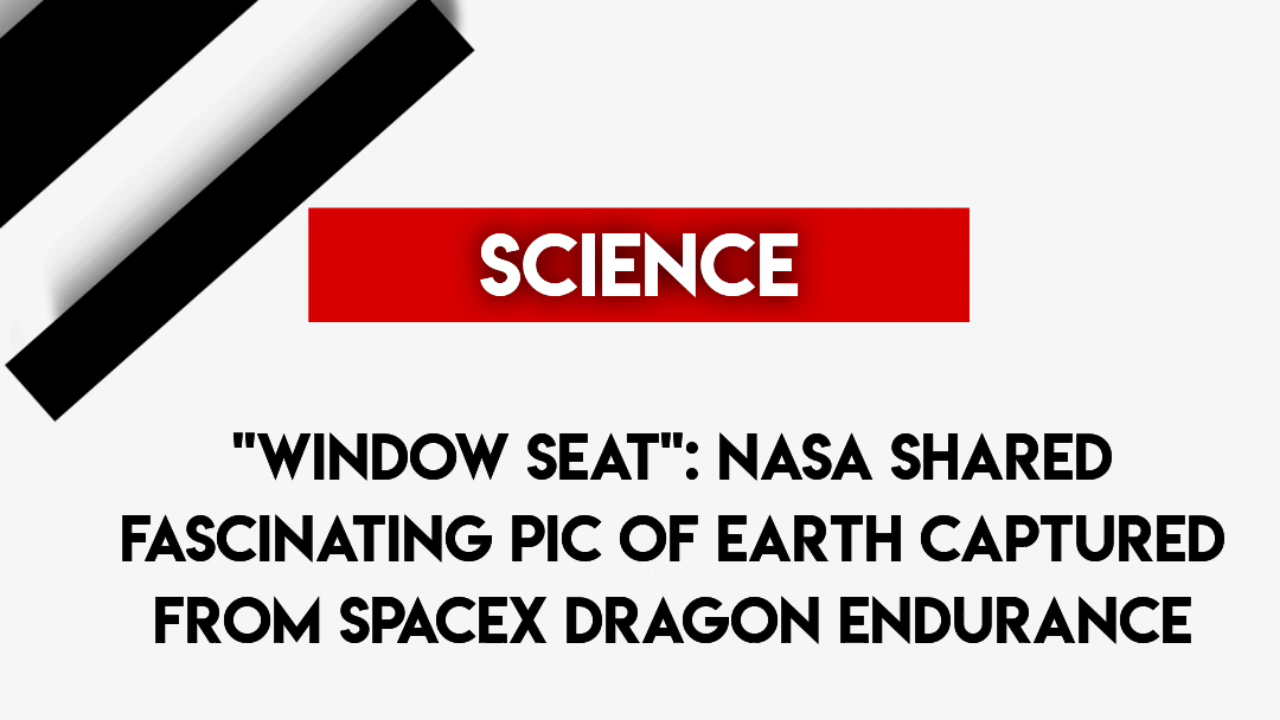 SCIENCE
"WINDOW SEAT": NASA SHARED
FASCINATING PIC OF EARTH CAPTURED
FROM SPACEX DRAGON ENDURANCE